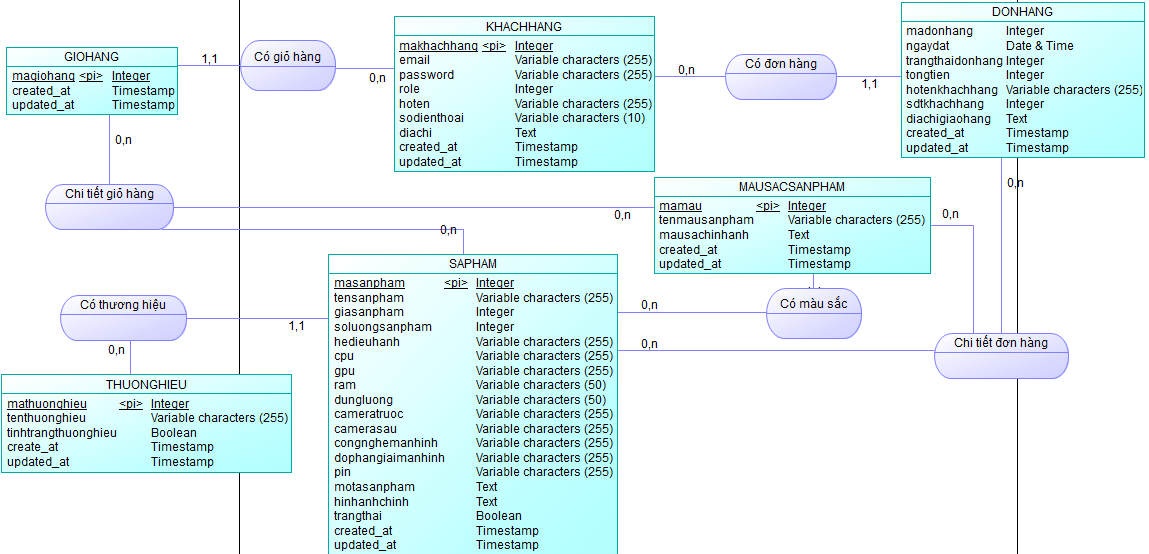 GIOHANG
magiohang <pi> Integer
created_at Timestamp
updated_at Timestamp
1,1
Có giỏ hàng
0,n
KHACHHANG
makhachhang <pi> Integer
email Variable characters (255)
password Variable characters (255)
role Integer
hoten Variable characters (255)
sodienthoai Variable characters (10)
diachi Text
created_at Timestamp
updated_at Timestamp
0,n
Có đơn hàng
1,1
DONHANG
madonhang Integer
ngaydat Date & Time
trangthaidonhang Integer
tongtien Integer
hotenkhachhang Variable characters (255)
sdtkhachhang Integer
diachigiaohang Text
created_at Timestamp
updated_at Timestamp
0,n
0,n
Chi tiết giỏ hàng
0,n
0,n
MAUSACSANPHAM
mamau <pi> Integer
tenmausanpham Variable characters (255)
mausachinhanh Text
created_at Timestamp
updated_at Timestamp
0,n
SAPHAM
masanpham <pi> Integer
tensanpham Variable characters (255)
giasanpham Integer
soluongsanpham Integer
hedieuhanh Variable characters (255)
cpu Variable characters (255)
gpu Variable characters (255)
ram Variable characters (50)
dungluong Variable characters (50)
cameratruoc Variable characters (255)
camerasau Variable characters (255)
congnghemanhinh Variable characters (255)
dophangiaimanhinh Variable characters (255)
pin Variable characters (255)
motasanpham Text
hinhanhchinh Text
trangthai Boolean
created_at Timestamp
updated_at Timestamp
0,n
Có màu sắc
0,n
Chi tiết đơn hàng
Có thương hiệu
1,1
0,n
THUONGHIEU
mathuonghieu <pi> Integer
tenthuonghieu Variable characters (255)
tinhtrangthuonghieu Boolean
create_at Timestamp
updated_at Timestamp